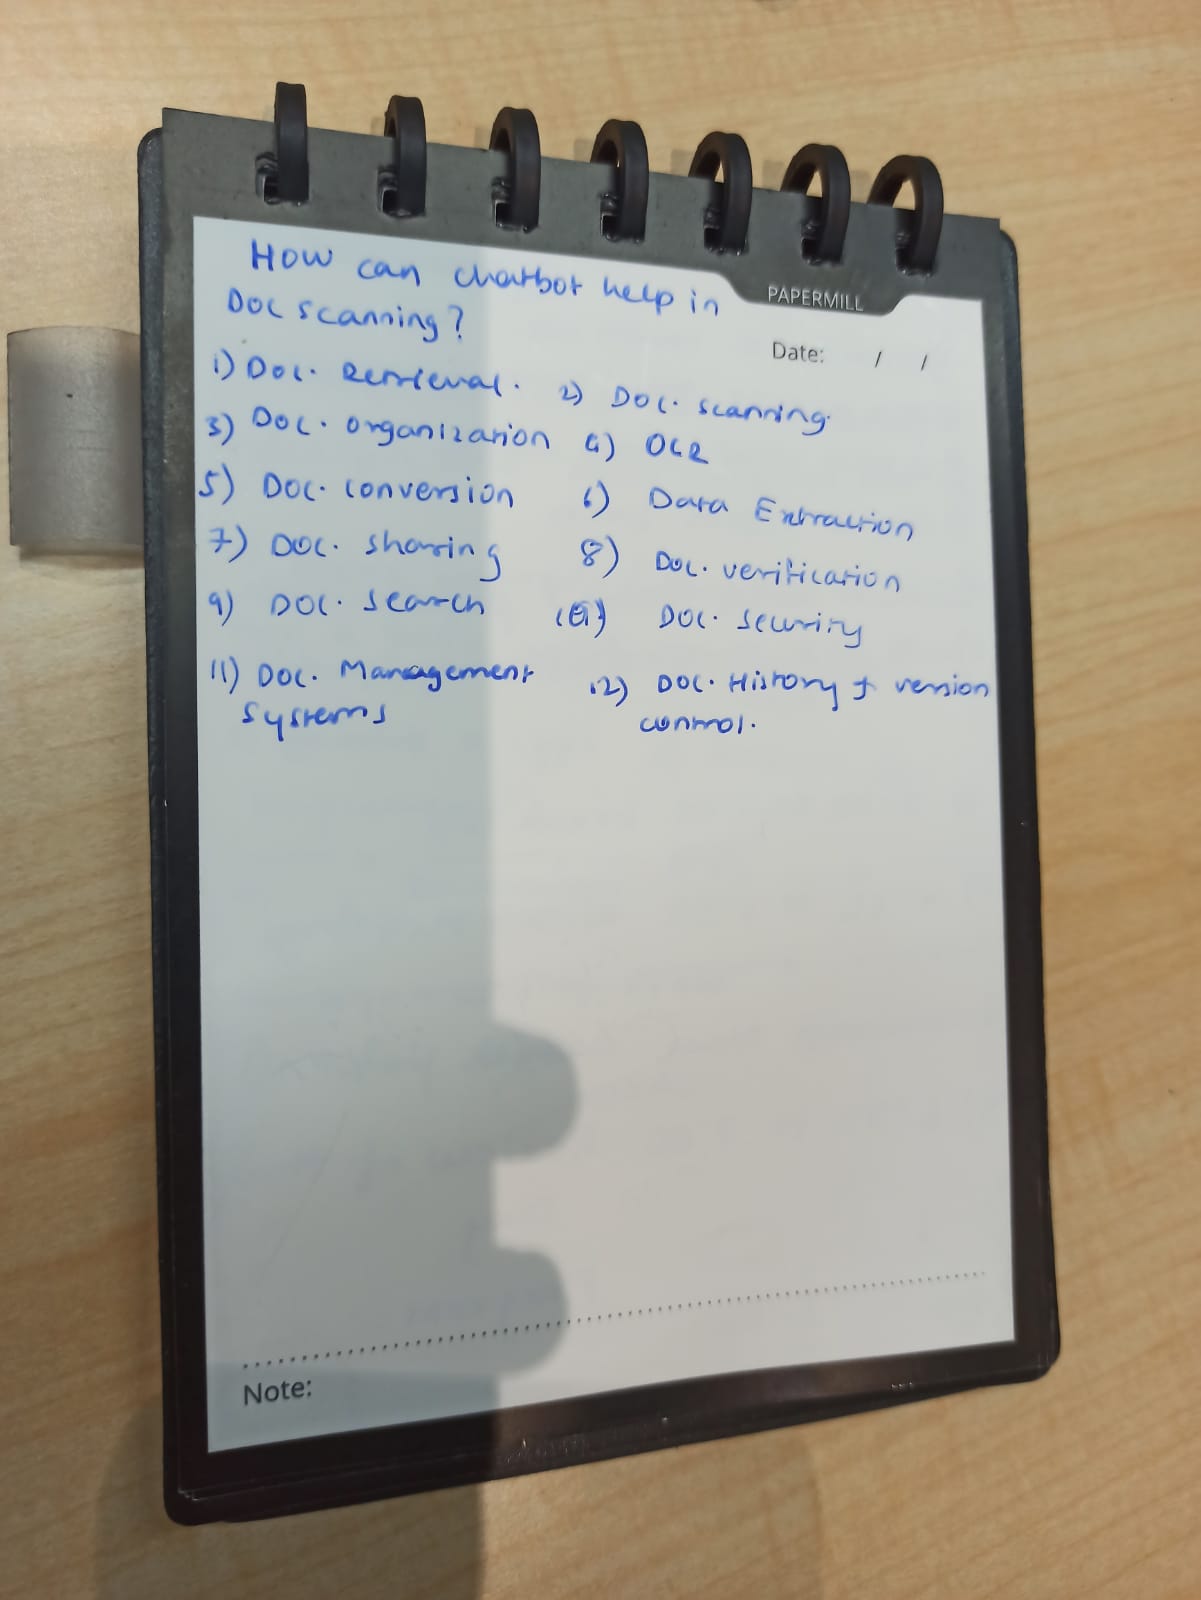 PAPERMILL
Date: / /
How can chatbot help in
Doc scanning?
1) Doc. Retrieval. 2) Doc. scanning.
3) Doc. organization 4) OCR
5) Doc. conversion 6) Data Extraction
7) Doc. sharing 8) Doc. verification
9) Doc. search 10) Doc. security
11) Doc. Management 12) Doc. History & version
systems control.
Note: